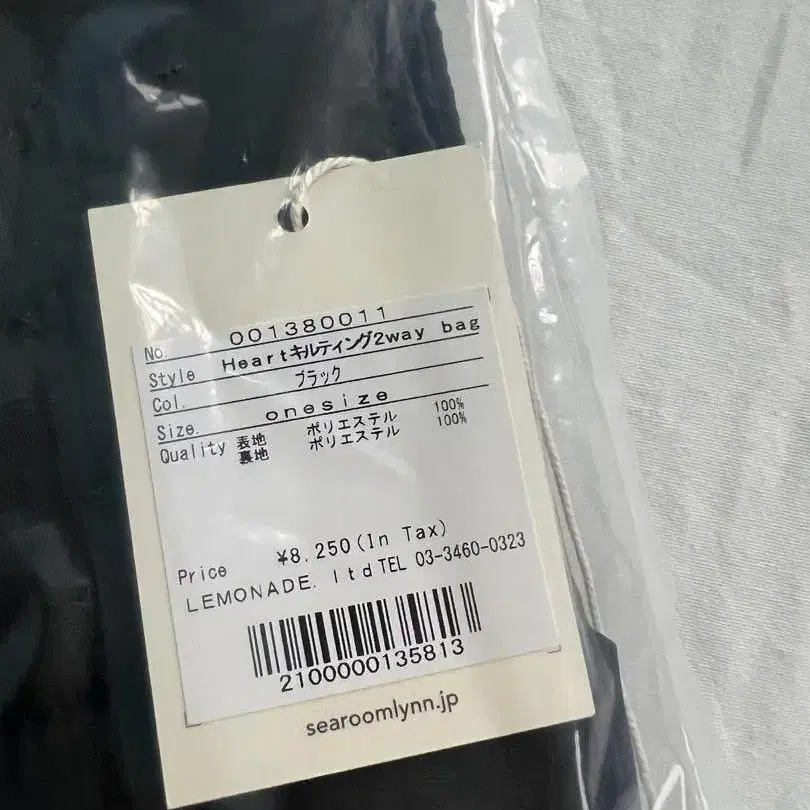 No. 001380011
Style Heartキルティング2way bag
Col. ブラック
Size. onesize
Quality 表地 ポリエステル 100%
裏地 ポリエステル 100%
Price ¥8,250(In Tax)
LEMONADE. ltd TEL 03-3460-0323
2100000135813
searoomlynn.jp